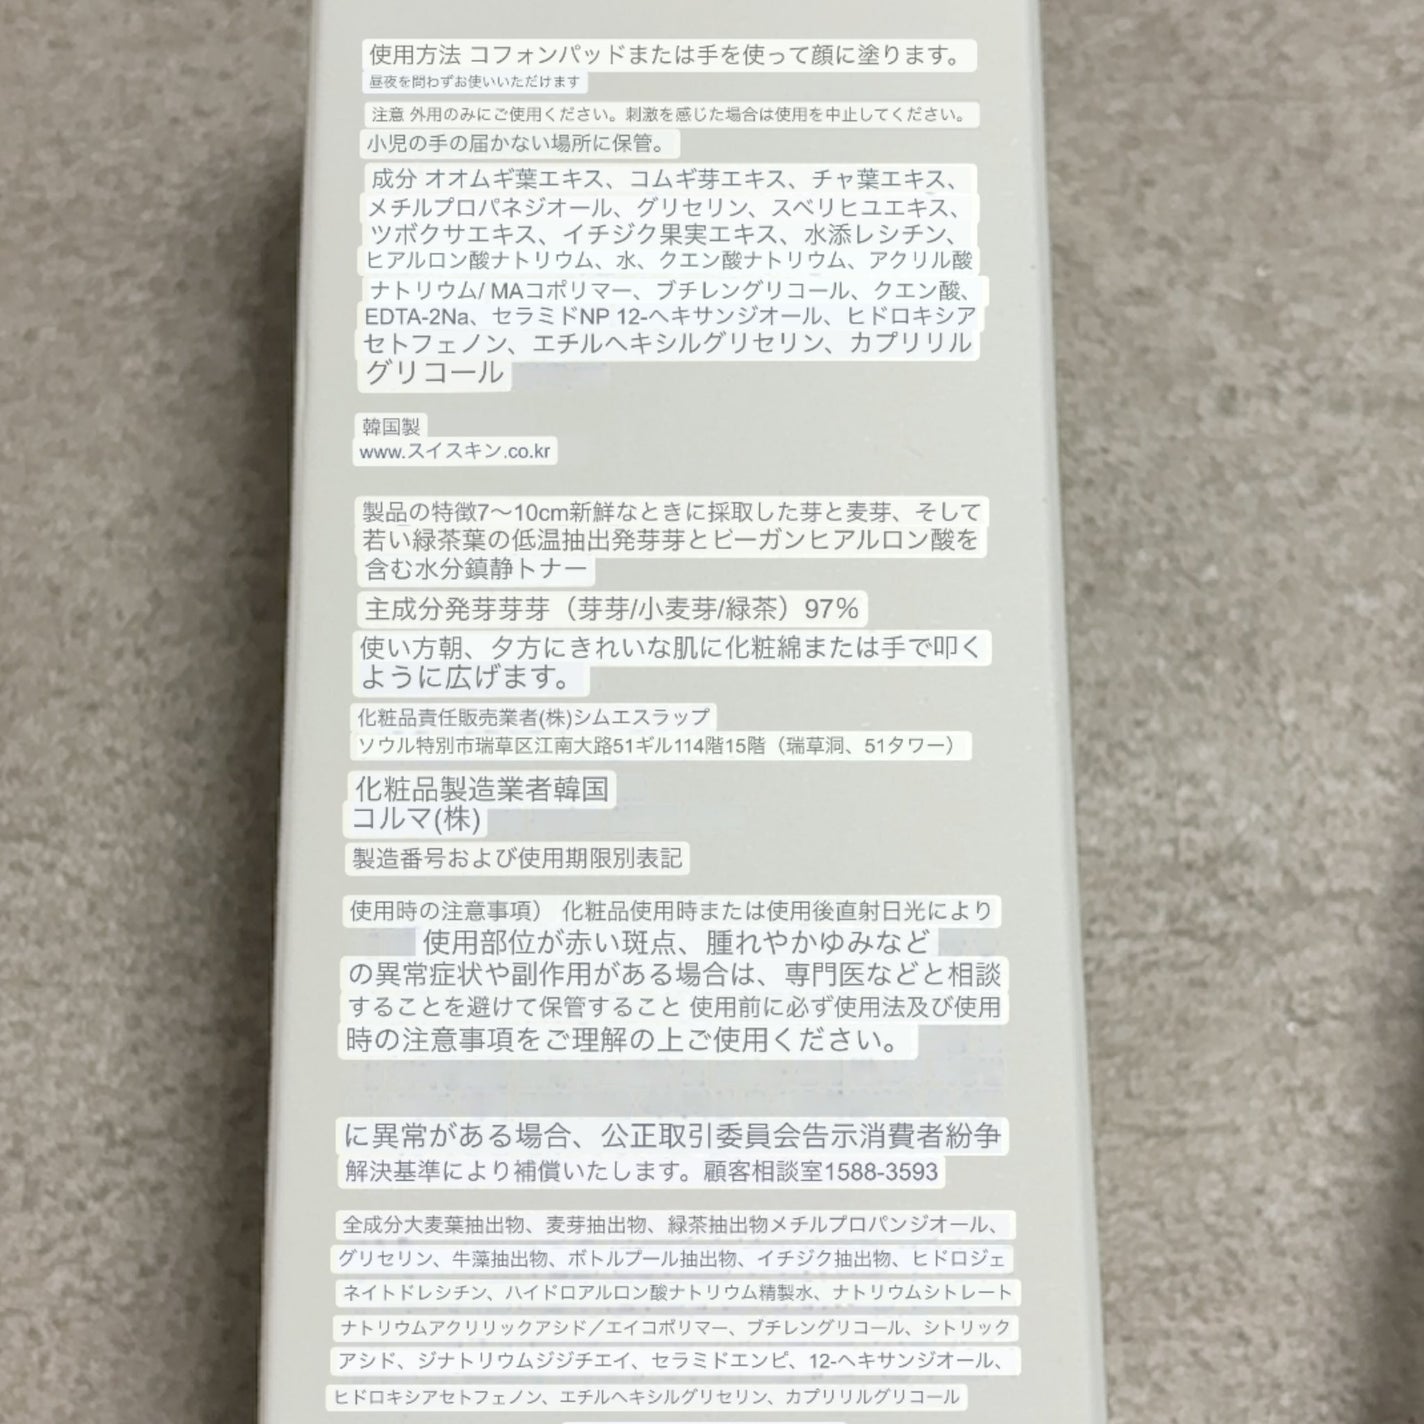 使用方法 コフォンパッドまたは手を使って顔に塗ります。
昼夜を問わずお使いいただけます
注意 外用のみにご使用ください。刺激を感じた場合は使用を中止してください。
小児の手の届かない場所に保管。
成分 オオムギ葉エキス、コムギ芽エキス、チャ葉エキス、
メチルプロパネジオール、グリセリン、スベリヒユエキス、
ツボクサエキス、イチジク果実エキス、水添レシチン、
ヒアルロン酸ナトリウム、水、クエン酸ナトリウム、アクリル酸
ナトリウム/ MAコポリマー、ブチレングリコール、クエン酸、
EDTA-2Na、セラミドNP 12-ヘキサンジオール、ヒドロキシア
セトフェノン、エチルヘキシルグリセリン、カプリリル
グリコール
韓国製
www.スイスキン.co.kr
製品の特徴7～10cm新鮮なときに採取した芽と麦芽、そして
若い緑茶葉の低温抽出発芽芽とビーガンヒアルロン酸を
含む水分鎮静トナー
主成分発芽芽芽（芽芽/小麦芽/緑茶）97%
使い方朝、夕方にきれいな肌に化粧綿または手で叩く
ように広げます。
化粧品責任販売業者(株)シムエスラップ
ソウル特別市瑞草区江南大路51ギル114階15階（瑞草洞、51タワー）
化粧品製造業者韓国
コルマ(株)
製造番号および使用期限別表記
使用時の注意事項） 化粧品使用時または使用後直射日光により
使用部位が赤い斑点、腫れやかゆみなど
の異常症状や副作用がある場合は、専門医などと相談
することを避けて保管すること 使用前に必ず使用法及び使用
時の注意事項をご理解の上ご使用ください。
に異常がある場合、公正取引委員会告示消費者紛争
解決基準により補償いたします。顧客相談室1588-3593
全成分大麦葉抽出物、麦芽抽出物、緑茶抽出物メチルプロパンジオール、
グリセリン、牛藻抽出物、ボトルプール抽出物、イチジク抽出物、ヒドロジェ
ネイトドレシチン、ハイドロアルロン酸ナトリウム精製水、ナトリウムシトレート
ナトリウムアクリリックアシド／エイコポリマー、ブチレングリコール、シトリック
アシド、ジナトリウムジジチエイ、セラミドエンピ、12-ヘキサンジオール、
ヒドロキシアセトフェノン、エチルヘキシルグリセリン、カプリリルグリコール